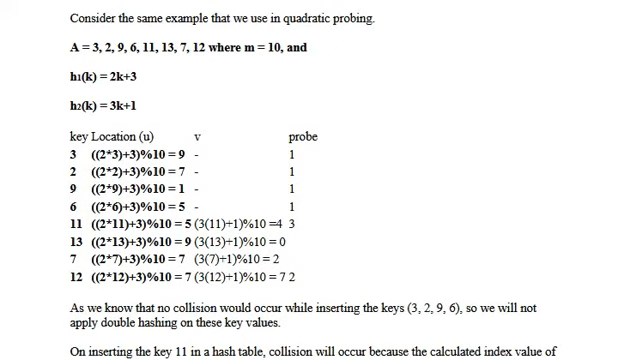 Consider the same example that we use in quadratic probing.
A = 3, 2, 9, 6, 11, 13, 7, 12 where m = 10, and
h1(k) = 2k+3
h2(k) = 3k+1
key Location (u) v probe
3 ((2*3)+3)%10 = 9 - 1
2 ((2*2)+3)%10 = 7 - 1
9 ((2*9)+3)%10 = 1 - 1
6 ((2*6)+3)%10 = 5 - 1
11 ((2*11)+3)%10 = 5 (3(11)+1)%10 =4 3
13 ((2*13)+3)%10 = 9 (3(13)+1)%10 = 0
7 ((2*7)+3)%10 = 7 (3(7)+1)%10 = 2
12 ((2*12)+3)%10 = 7 (3(12)+1)%10 = 7 2
As we know that no collision would occur while inserting the keys (3, 2, 9, 6), so we will not
apply double hashing on these key values.
On inserting the key 11 in a hash table, collision will occur because the calculated index value of